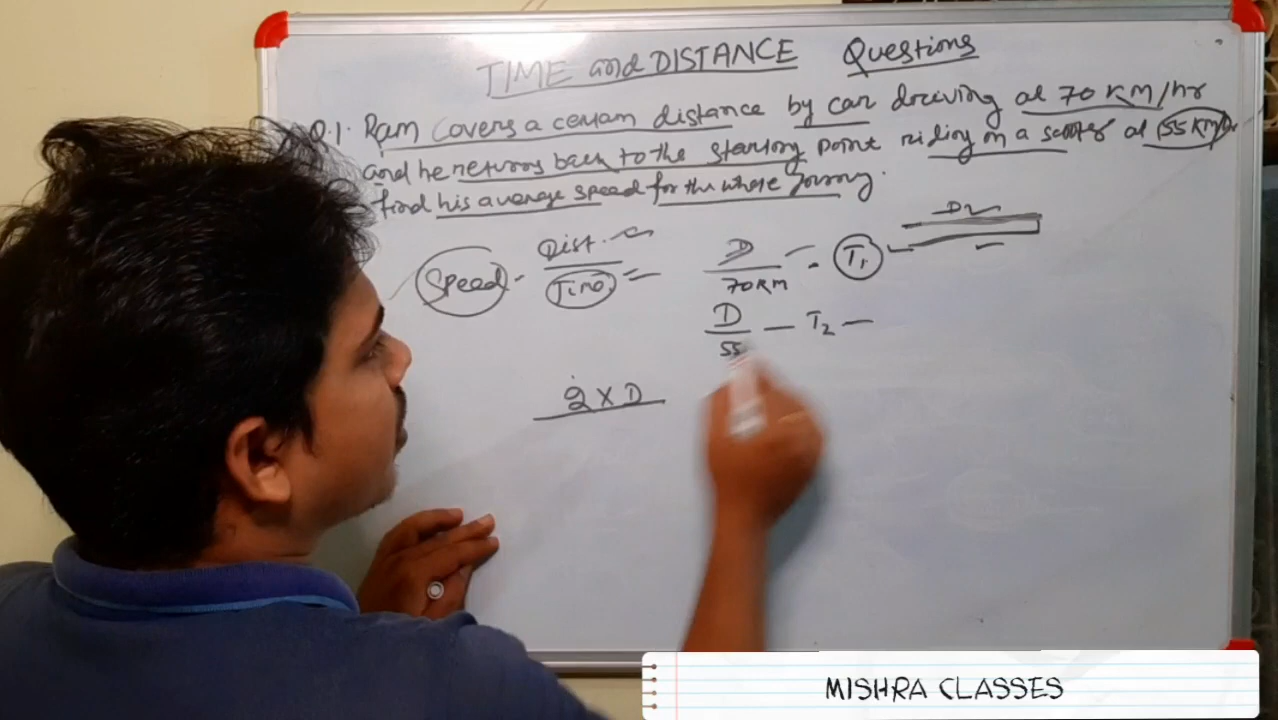 TIME and DISTANCE Questions
Q.1. Ram Covers a certain distance by car driving at 70 KM/hr
and he returns back to the starting point riding on a scooter at 55 KM/hr
find his average speed for the whole Journey.
Speed - Dist. / Time =
D / 70KM = T1
D
D / 55 - T2 -
2 X D
MISHRA CLASSES